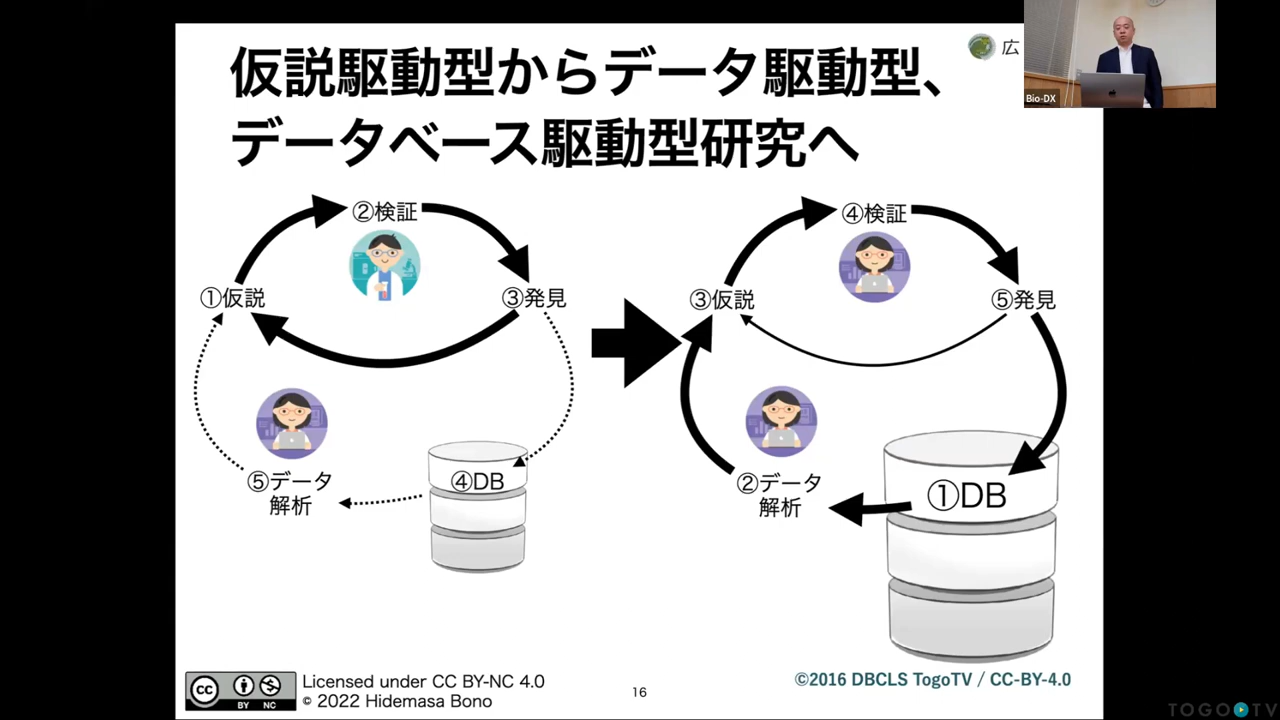 仮説駆動型からデータ駆動型、
データベース駆動型研究へ
広
Bio-DX
②検証
①仮説
③発見
⑤データ
解析
④DB
④検証
③仮説
⑤発見
②データ
解析
①DB
cc
BY NC
Licensed under CC BY-NC 4.0
© 2022 Hidemasa Bono
16
©2016 DBCLS TogoTV / CC-BY-4.0
TOGO TV